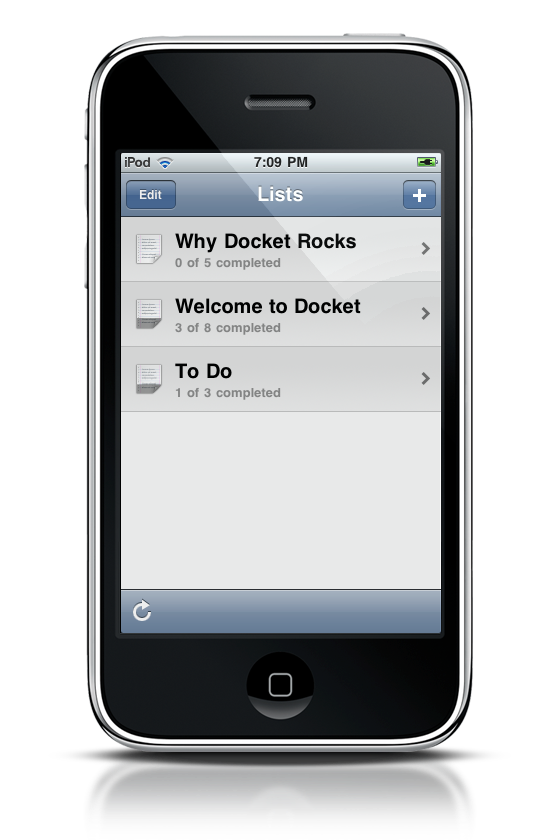 iPod 7:09 PM
Edit Lists +
Why Docket Rocks
0 of 5 completed
Welcome to Docket
3 of 8 completed
To Do
1 of 3 completed